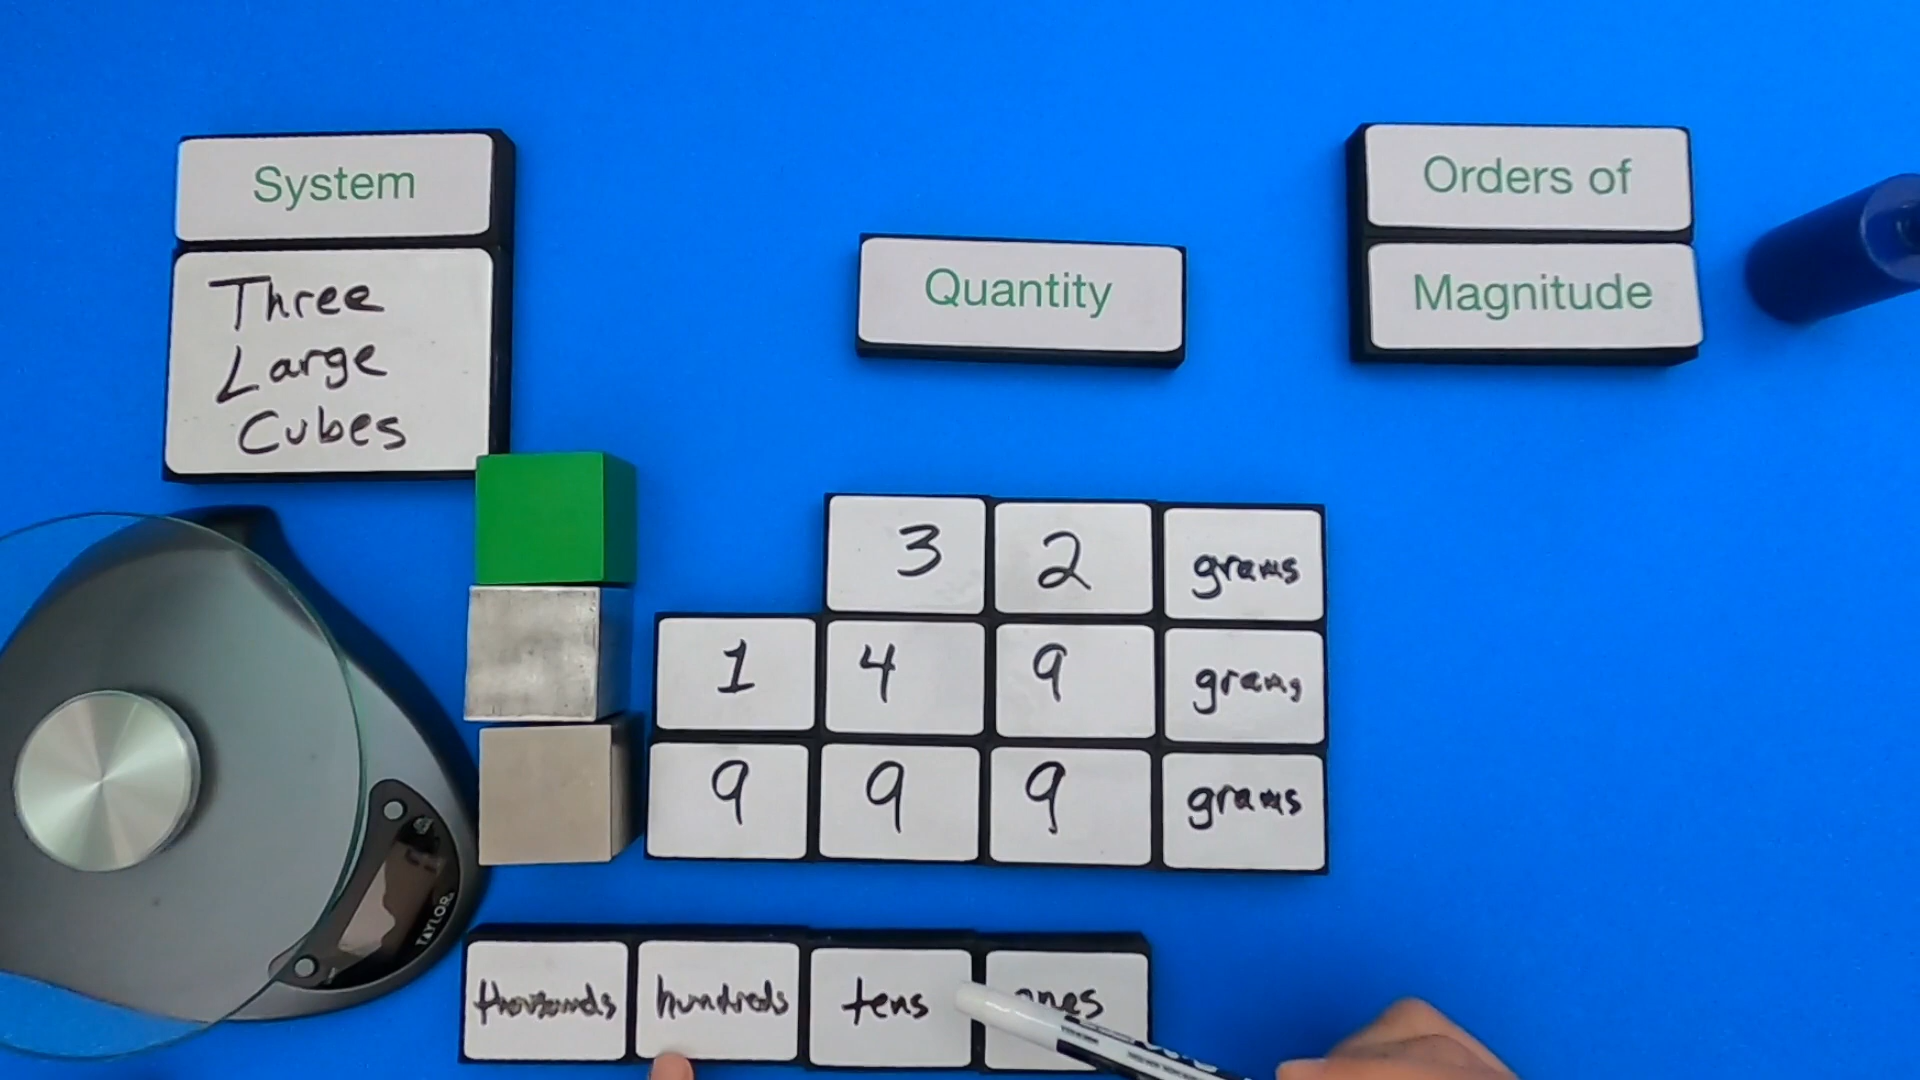 System
Three
Large
Cubes
Quantity
Orders of
Magnitude
3 2 grams
1 4 9 grams
9 9 9 grams
TAYLOR
thousands hundreds tens ones